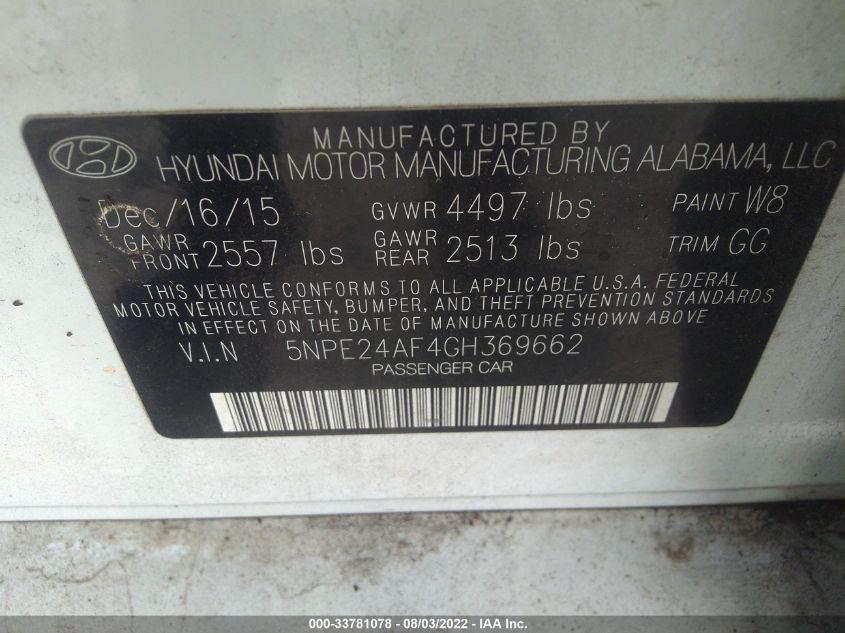 MANUFACTURED BY
HYUNDAI MOTOR MANUFACTURING ALABAMA, LLC
Dec/16/15 GVWR 4497 lbs PAINT W8
GAWR FRONT 2557 lbs GAWR REAR 2513 lbs TRIM GG
THIS VEHICLE CONFORMS TO ALL APPLICABLE U.S.A. FEDERAL
MOTOR VEHICLE SAFETY, BUMPER, AND THEFT PREVENTION STANDARDS
IN EFFECT ON THE DATE OF MANUFACTURE SHOWN ABOVE
V.I.N 5NPE24AF4GH369662
PASSENGER CAR
000-33781078 - 08/03/2022 - IAA Inc.